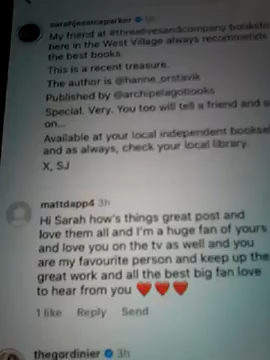 sarahjessicaparker
My friend at @threelivesandcompany booksto
here in the West Village always recommends
the best books.
This is a recent treasure.
The author is @hanne_orstavik
Published by @archipelagobooks
Special. Very. You too will tell a friend and a
on...
Available at your local independent bookse
and as always, check your local library.
X, SJ
mattdapp4 3h
Hi Sarah how's things great post and
love them all and I'm a huge fan of yours
and love you on the tv as well and you
are my favourite person and keep up the
great work and all the best big fan love
to hear from you ❤️❤️❤️
1 like Reply Send
thegordinier 3h